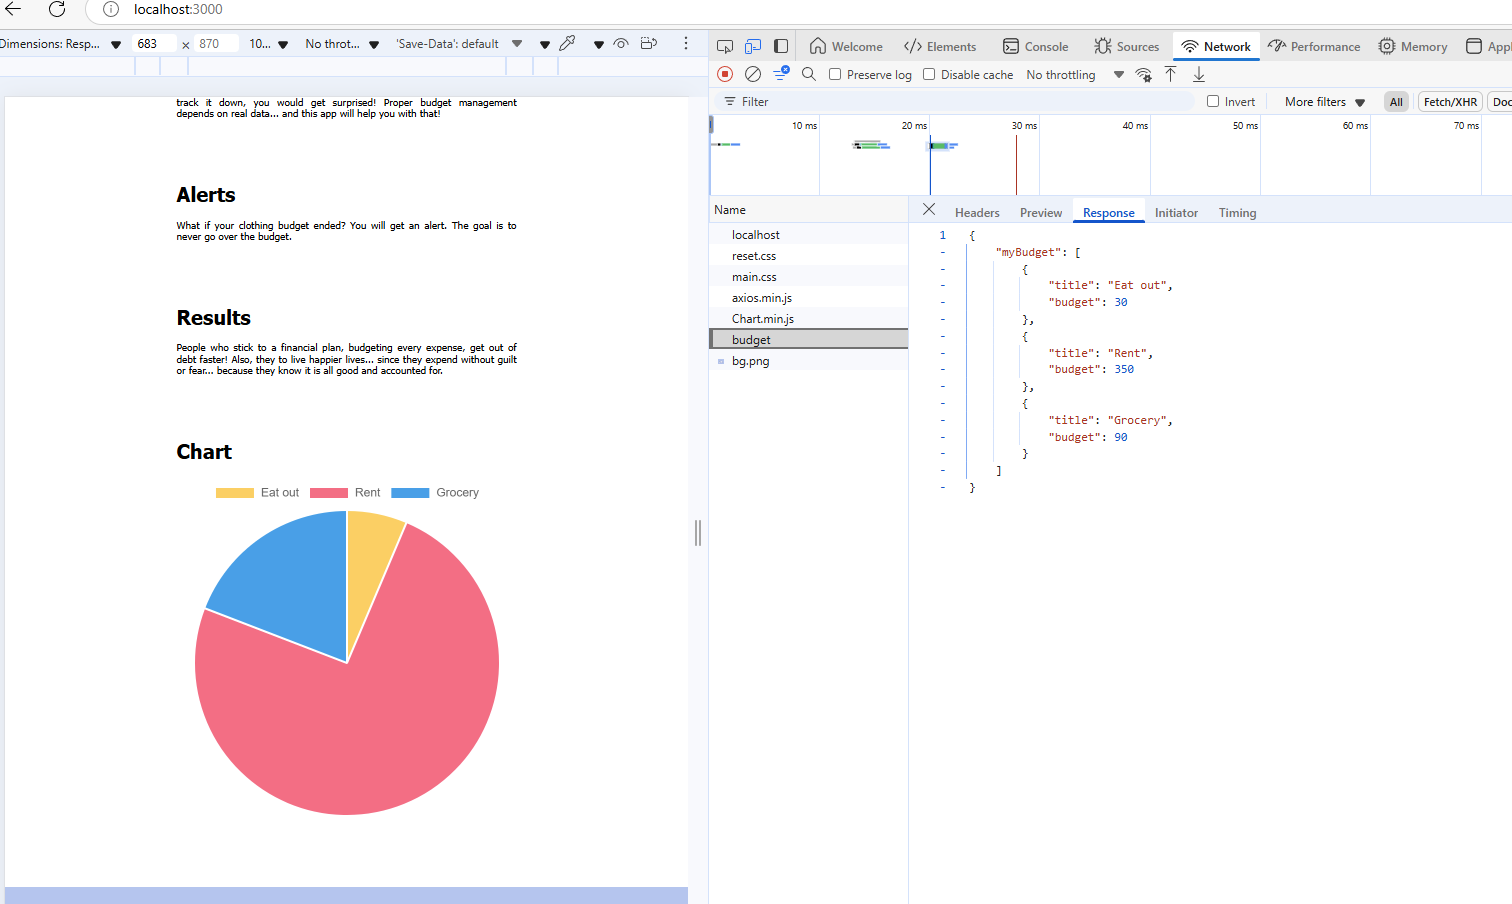 localhost:3000
Dimensions: Resp...
683
×
870
10...
No throt...
'Save-Data': default
track it down, you would get surprised! Proper budget management
depends on real data... and this app will help you with that!
Alerts
What if your clothing budget ended? You will get an alert. The goal is to
never go over the budget.
Results
People who stick to a financial plan, budgeting every expense, get out of
debt faster! Also, they to live happier lives... since they expend without guilt
or fear... because they know it is all good and accounted for.
Chart
Eat out Rent Grocery
Welcome Elements Console Sources Network Performance Memory Appl
Preserve log Disable cache No throttling
Filter Invert More filters All Fetch/XHR Doc
10 ms 20 ms 30 ms 40 ms 50 ms 60 ms 70 ms
Name
localhost
reset.css
main.css
axios.min.js
Chart.min.js
budget
bg.png
Headers Preview Response Initiator Timing
1 {
- "myBudget": [
- {
- "title": "Eat out",
- "budget": 30
- },
- {
- "title": "Rent",
- "budget": 350
- },
- {
- "title": "Grocery",
- "budget": 90
- }
- ]
- }